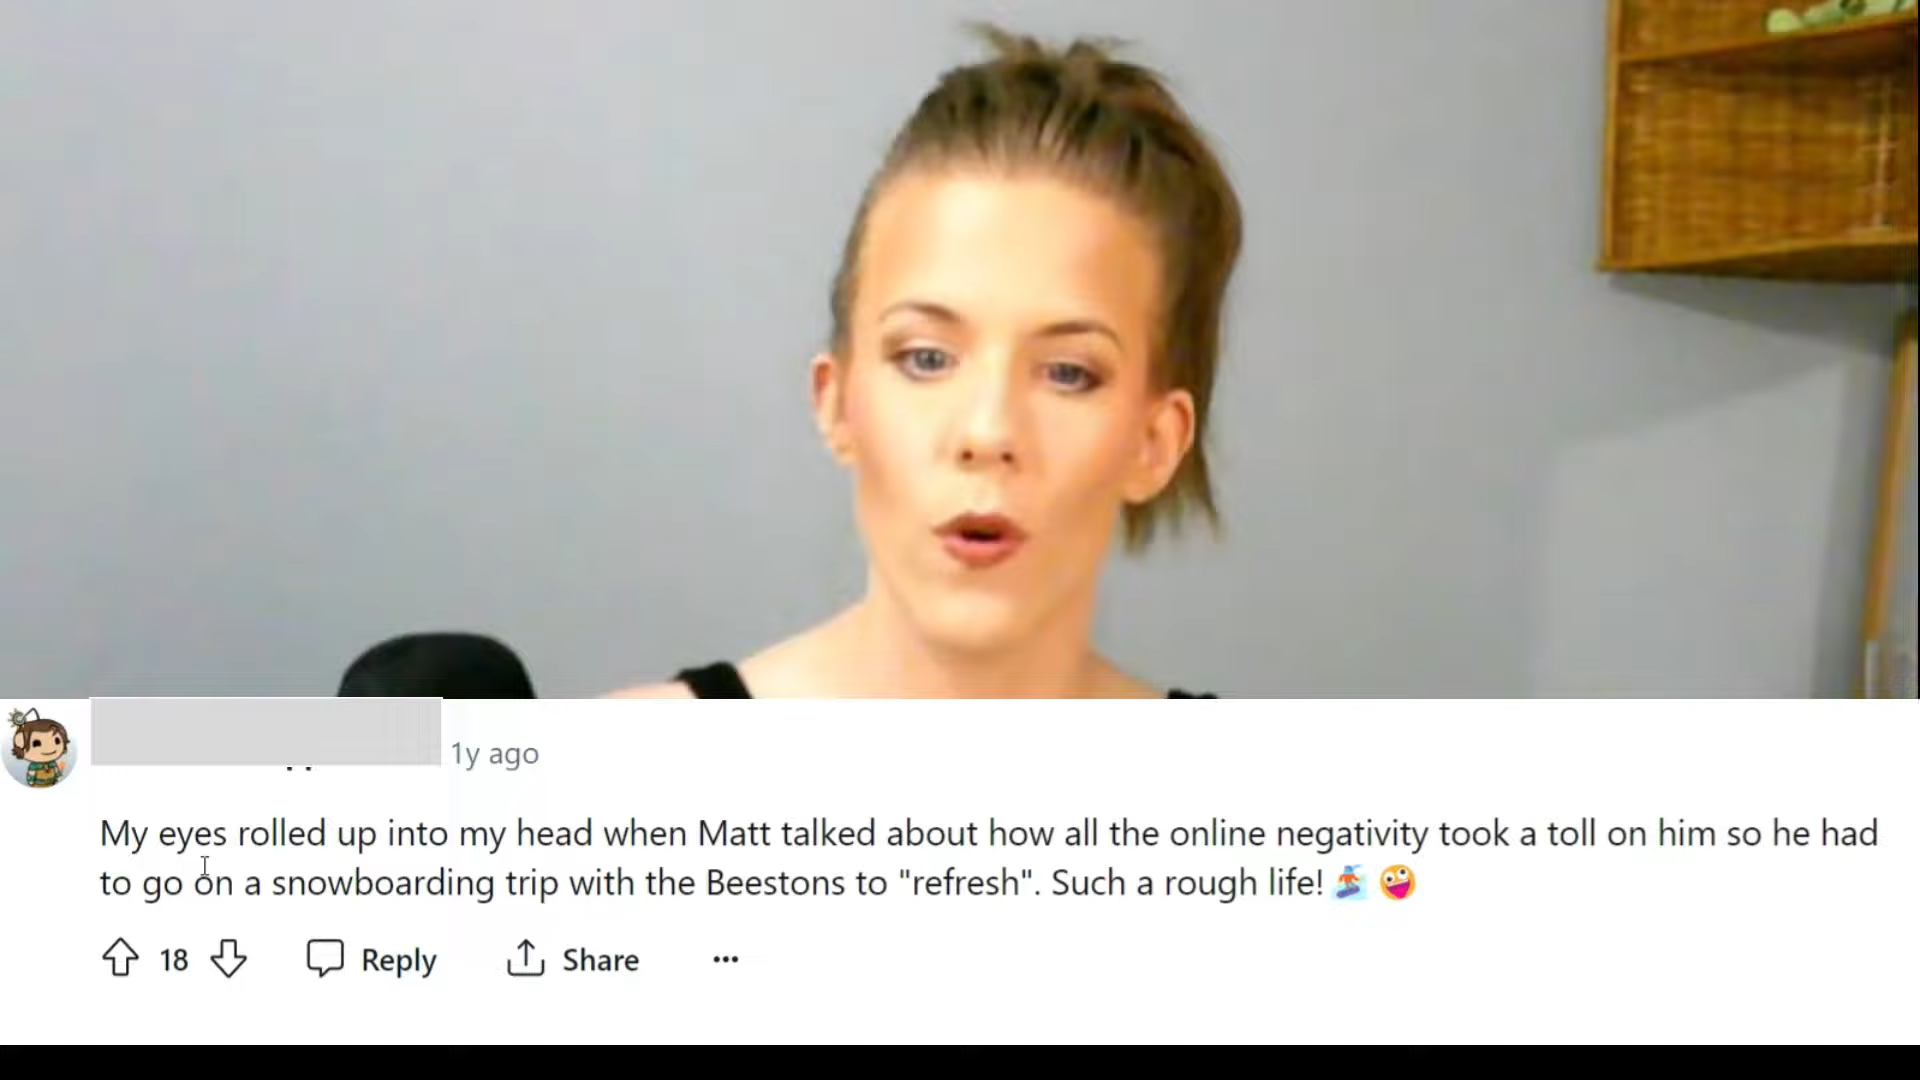 1y ago
My eyes rolled up into my head when Matt talked about how all the online negativity took a toll on him so he had
to go on a snowboarding trip with the Beestons to "refresh". Such a rough life! 🏂 🤪
18 Reply Share ...